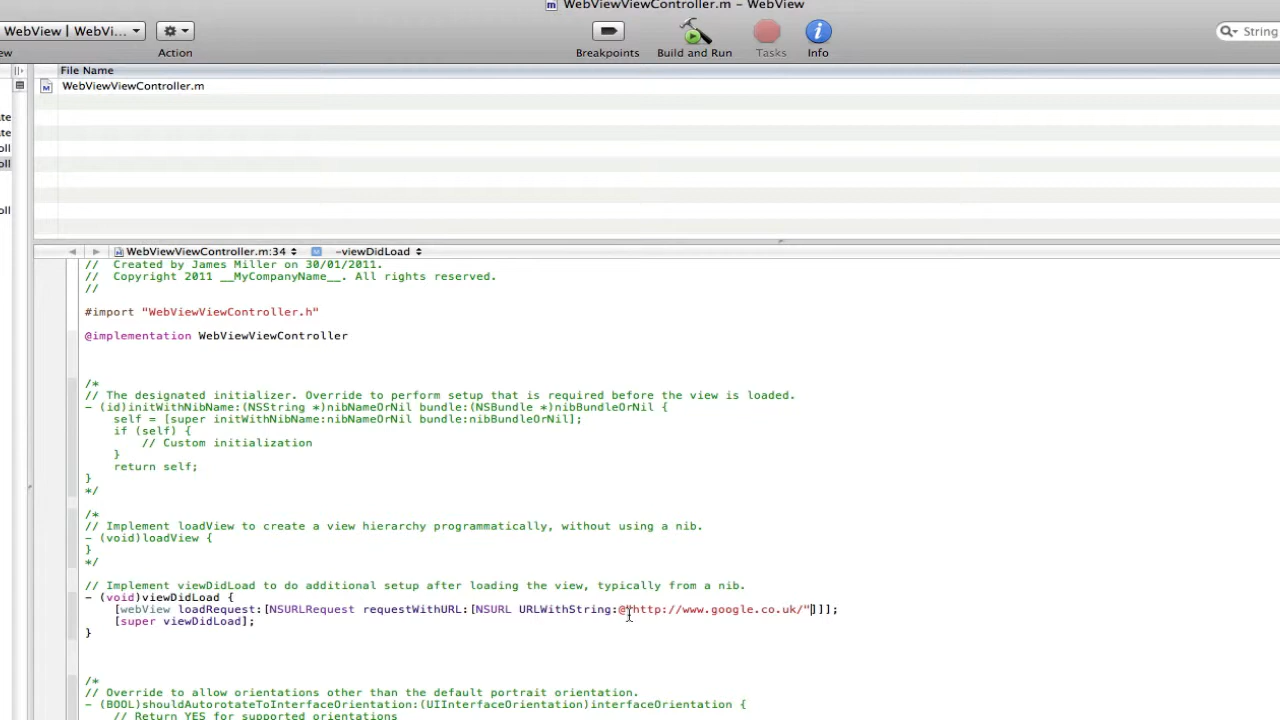 WebViewViewController.m – WebView
WebView | WebVi...
String
ew
Action
Breakpoints
Build and Run
Tasks
Info
File Name
WebViewViewController.m
ate
ate
oll
oll
oll
WebViewViewController.m:34
-viewDidLoad
//  Created by James Miller on 30/01/2011.
//  Copyright 2011 __MyCompanyName__. All rights reserved.
//
#import "WebViewViewController.h"
@implementation WebViewViewController
/*
// The designated initializer. Override to perform setup that is required before the view is loaded.
- (id)initWithNibName:(NSString *)nibNameOrNil bundle:(NSBundle *)nibBundleOrNil {
    self = [super initWithNibName:nibNameOrNil bundle:nibBundleOrNil];
    if (self) {
        // Custom initialization
    }
    return self;
}
*/
/*
// Implement loadView to create a view hierarchy programmatically, without using a nib.
- (void)loadView {
}
*/
// Implement viewDidLoad to do additional setup after loading the view, typically from a nib.
- (void)viewDidLoad {
    [webView loadRequest:[NSURLRequest requestWithURL:[NSURL URLWithString:@"http://www.google.co.uk/"]]];
    [super viewDidLoad];
}
/*
// Override to allow orientations other than the default portrait orientation.
- (BOOL)shouldAutorotateToInterfaceOrientation:(UIInterfaceOrientation)interfaceOrientation {
    // Return YES for supported orientations